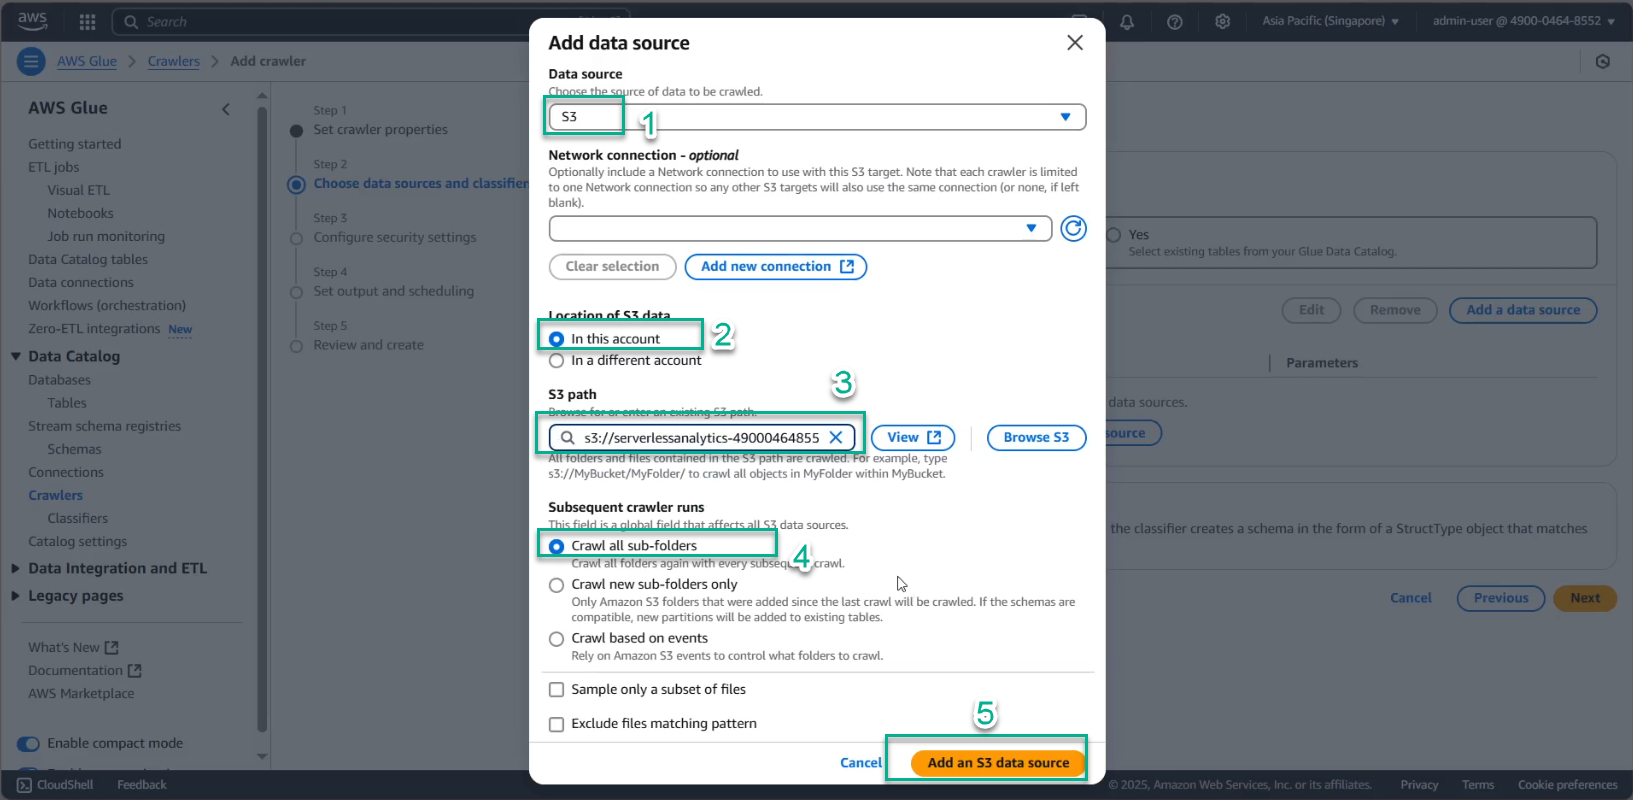 aws
Search
Asia Pacific (Singapore)
admin-user @ 4900-0464-8552
AWS Glue
Crawlers
Add crawler
AWS Glue
Getting started
ETL jobs
Visual ETL
Notebooks
Job run monitoring
Data Catalog tables
Data connections
Workflows (orchestration)
Zero-ETL integrations New
Data Catalog
Databases
Tables
Stream schema registries
Schemas
Connections
Crawlers
Classifiers
Catalog settings
Data Integration and ETL
Legacy pages
What's New
Documentation
AWS Marketplace
Enable compact mode
Step 1
Set crawler properties
Step 2
Choose data sources and classifier
Step 3
Configure security settings
Step 4
Set output and scheduling
Step 5
Review and create
Add data source
Data source
Choose the source of data to be crawled.
S3
1
Network connection - optional
Optionally include a Network connection to use with this S3 target. Note that each crawler is limited
to one Network connection so any other S3 targets will also use the same connection (or none, if left
blank).
Clear selection
Add new connection
Location of S3 data
In this account
2
In a different account
3
S3 path
Browse for or enter an existing S3 path.
s3://serverlessanalytics-49000464855
View
Browse S3
All folders and files contained in the S3 path are crawled. For example, type
s3://MyBucket/MyFolder/ to crawl all objects in MyFolder within MyBucket.
Subsequent crawler runs
This field is a global field that affects all S3 data sources.
Crawl all sub-folders
4
Crawl all folders again with every subsequent crawl.
Crawl new sub-folders only
Only Amazon S3 folders that were added since the last crawl will be crawled. If the schemas are
compatible, new partitions will be added to existing tables.
Crawl based on events
Rely on Amazon S3 events to control what folders to crawl.
Sample only a subset of files
Exclude files matching pattern
5
Cancel
Add an S3 data source
Yes
Select existing tables from your Glue Data Catalog.
Edit
Remove
Add a data source
Parameters
data sources.
source
the classifier creates a schema in the form of a StructType object that matches
Cancel
Previous
Next
CloudShell
Feedback
© 2025, Amazon Web Services, Inc. or its affiliates.
Privacy
Terms
Cookie preferences